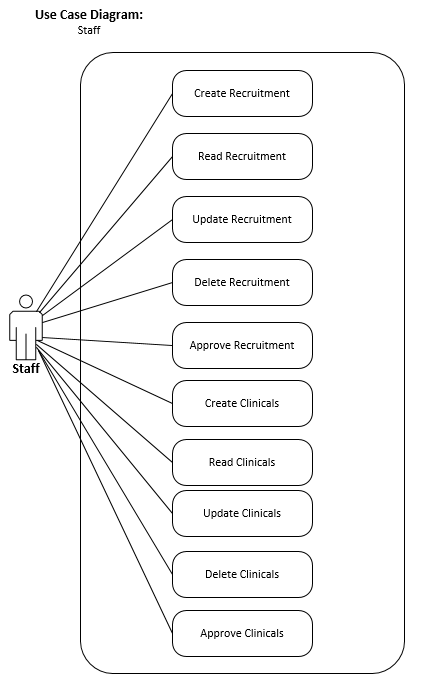 Use Case Diagram:
Staff
Create Recruitment
Read Recruitment
Update Recruitment
Delete Recruitment
Approve Recruitment
Staff
Create Clinicals
Read Clinicals
Update Clinicals
Delete Clinicals
Approve Clinicals